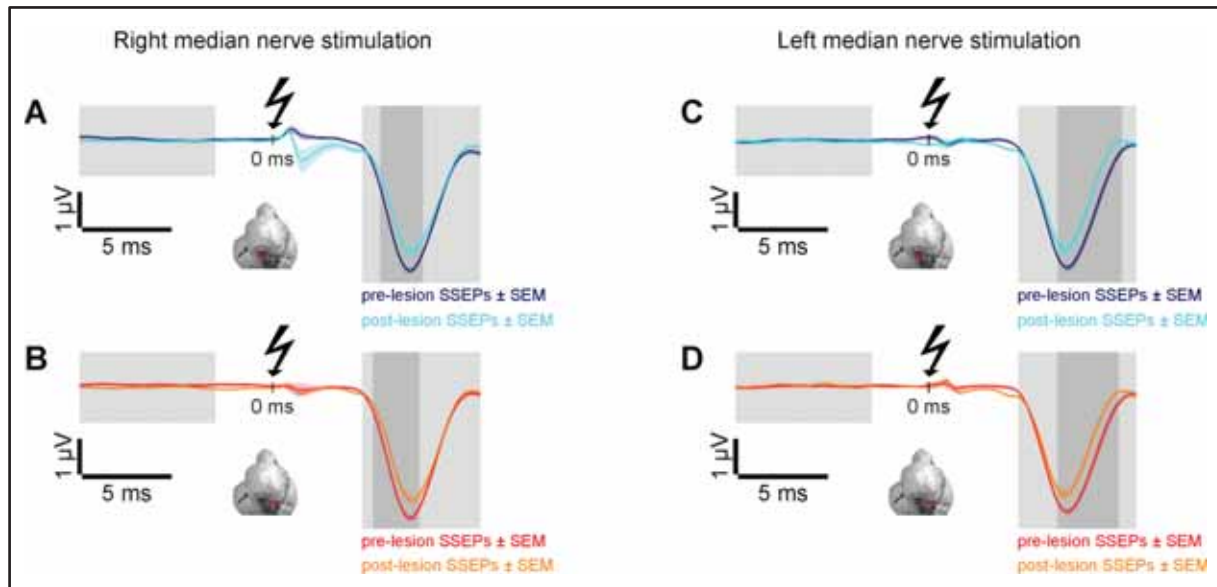 Right median nerve stimulation
A
0 ms
1 µV
5 ms
pre-lesion SSEPs ± SEM
post-lesion SSEPs ± SEM
B
0 ms
1 µV
5 ms
pre-lesion SSEPs ± SEM
post-lesion SSEPs ± SEM
Left median nerve stimulation
C
0 ms
1 µV
5 ms
pre-lesion SSEPs ± SEM
post-lesion SSEPs ± SEM
D
0 ms
1 µV
5 ms
pre-lesion SSEPs ± SEM
post-lesion SSEPs ± SEM